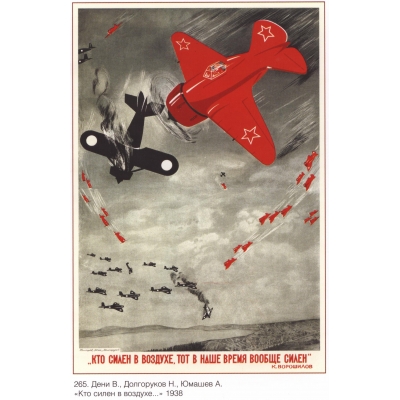 „КТО СИЛЕН В ВОЗДУХЕ, ТОТ В НАШЕ ВРЕМЯ ВООБЩЕ СИЛЕН"
К. ВОРОШИЛОВ
265. Дени В., Долгоруков Н., Юмашев А.
«Кто силен в воздухе...» 1938